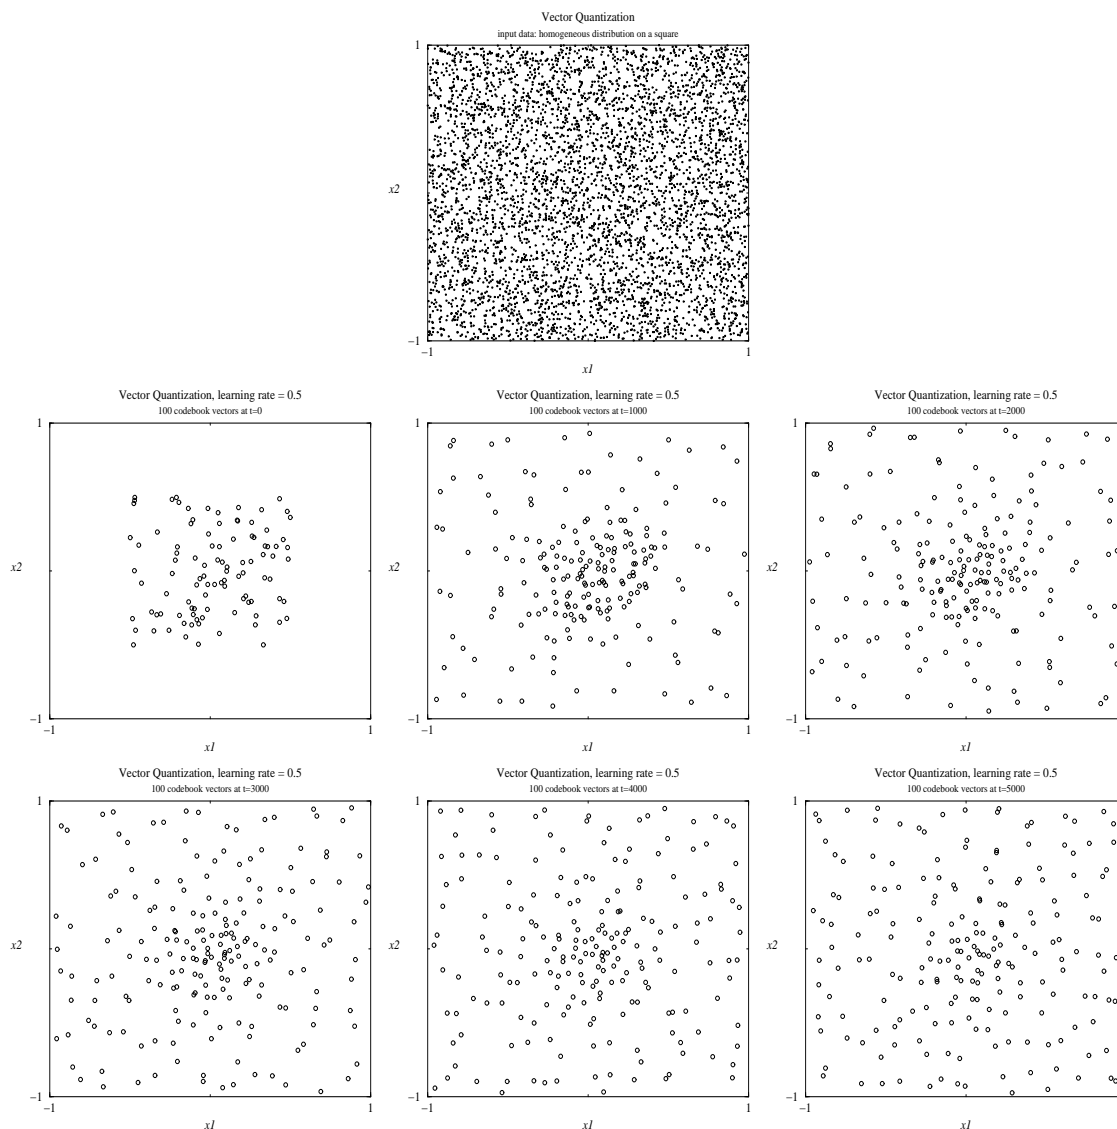 Vector Quantization
input data: homogeneous distribution on a square
1
x2
−1
−1
1
x1
Vector Quantization, learning rate = 0.5
100 codebook vectors at t=0
1
x2
−1
−1
1
x1
Vector Quantization, learning rate = 0.5
100 codebook vectors at t=1000
1
x2
−1
−1
1
x1
Vector Quantization, learning rate = 0.5
100 codebook vectors at t=2000
1
x2
−1
−1
x1
Vector Quantization, learning rate = 0.5
100 codebook vectors at t=3000
1
x2
−1
−1
1
x1
Vector Quantization, learning rate = 0.5
100 codebook vectors at t=4000
1
x2
−1
−1
1
x1
Vector Quantization, learning rate = 0.5
100 codebook vectors at t=5000
1
x2
−1
−1
x1